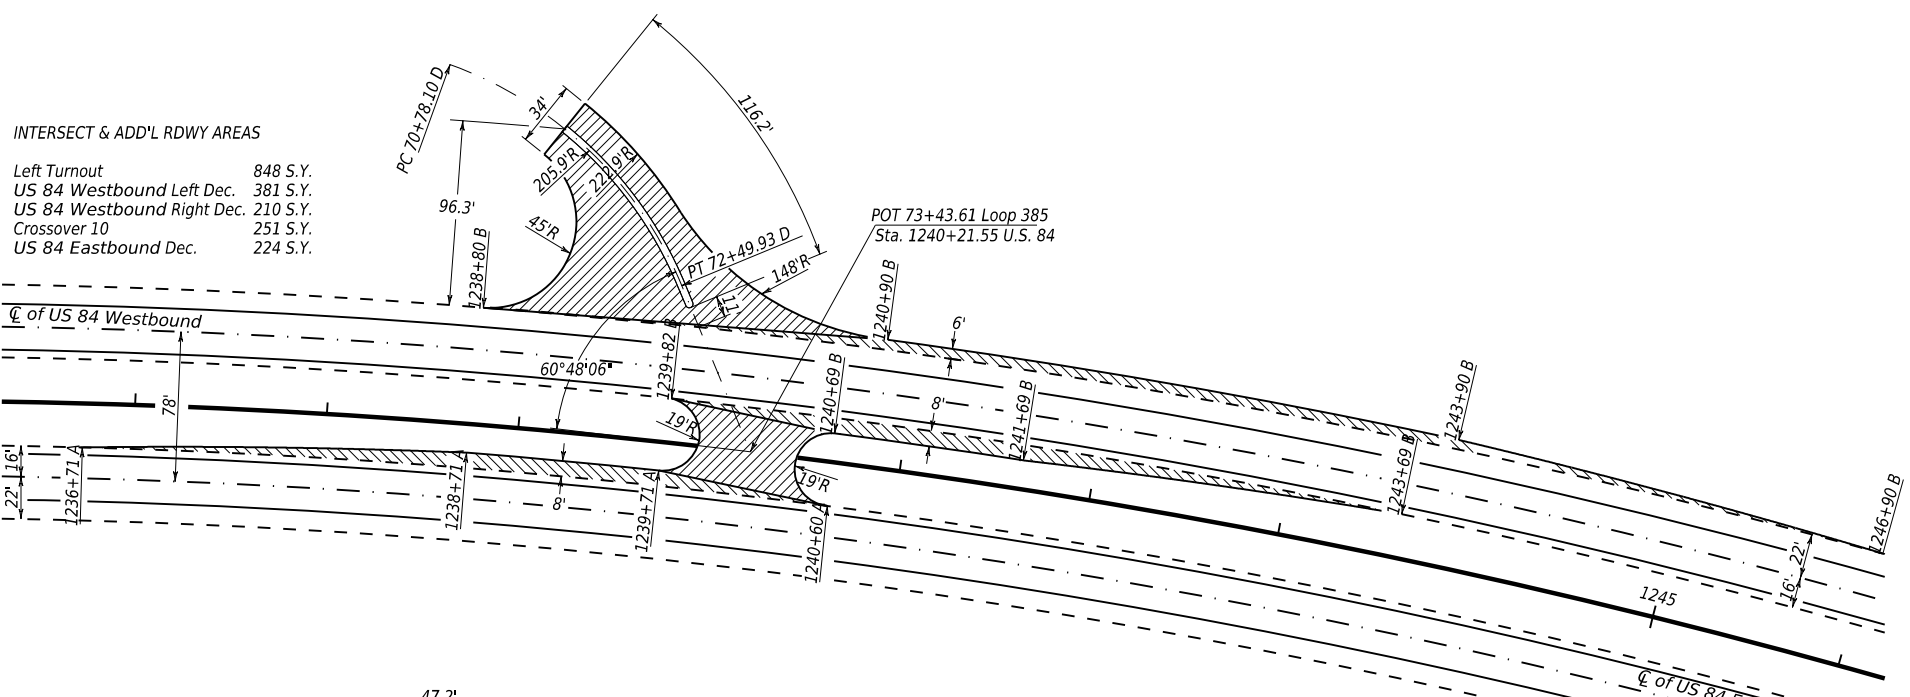 INTERSECT & ADD'L RDWY AREAS
Left Turnout 848 S.Y.
US 84 Westbound Left Dec. 381 S.Y.
US 84 Westbound Right Dec. 210 S.Y.
Crossover 10 251 S.Y.
US 84 Eastbound Dec. 224 S.Y.
PC 70+78.10 D
34'
116.2'
205.9'R
222.9'R
96.3'
45'R
1238+80 B
PT 72+49.93 D
148'R
11'
POT 73+43.61 Loop 385
Sta. 1240+21.55 U.S. 84
1240+90 B
6'
℄ of US 84 Westbound
78'
60°48'06"
1239+82 B
19'R
1240+69 B
8'
1241+69 B
1243+90 B
1243+69 B
1246+90 B
16'
22'
1236+71 A
1238+71 A
8'
1239+71 A
19'R
1240+60 A
22'
16'
1245
℄ of US 84
47.2'